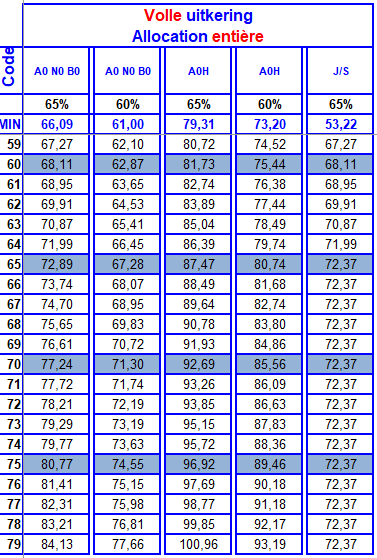 Volle uitkering
Allocation entière
Code A0 N0 B0 A0 N0 B0 A0H A0H J/S
65% 60% 65% 60% 65%
MIN 66,09 61,00 79,31 73,20 53,22
59 67,27 62,10 80,72 74,52 67,27
60 68,11 62,87 81,73 75,44 68,11
61 68,95 63,65 82,74 76,38 68,95
62 69,91 64,53 83,89 77,44 69,91
63 70,87 65,41 85,04 78,49 70,87
64 71,99 66,45 86,39 79,74 71,99
65 72,89 67,28 87,47 80,74 72,37
66 73,74 68,07 88,49 81,68 72,37
67 74,70 68,95 89,64 82,74 72,37
68 75,65 69,83 90,78 83,80 72,37
69 76,61 70,72 91,93 84,86 72,37
70 77,24 71,30 92,69 85,56 72,37
71 77,72 71,74 93,26 86,09 72,37
72 78,21 72,19 93,85 86,63 72,37
73 79,29 73,19 95,15 87,83 72,37
74 79,77 73,63 95,72 88,36 72,37
75 80,77 74,55 96,92 89,46 72,37
76 81,41 75,15 97,69 90,18 72,37
77 82,31 75,98 98,77 91,18 72,37
78 83,21 76,81 99,85 92,17 72,37
79 84,13 77,66 100,96 93,19 72,37